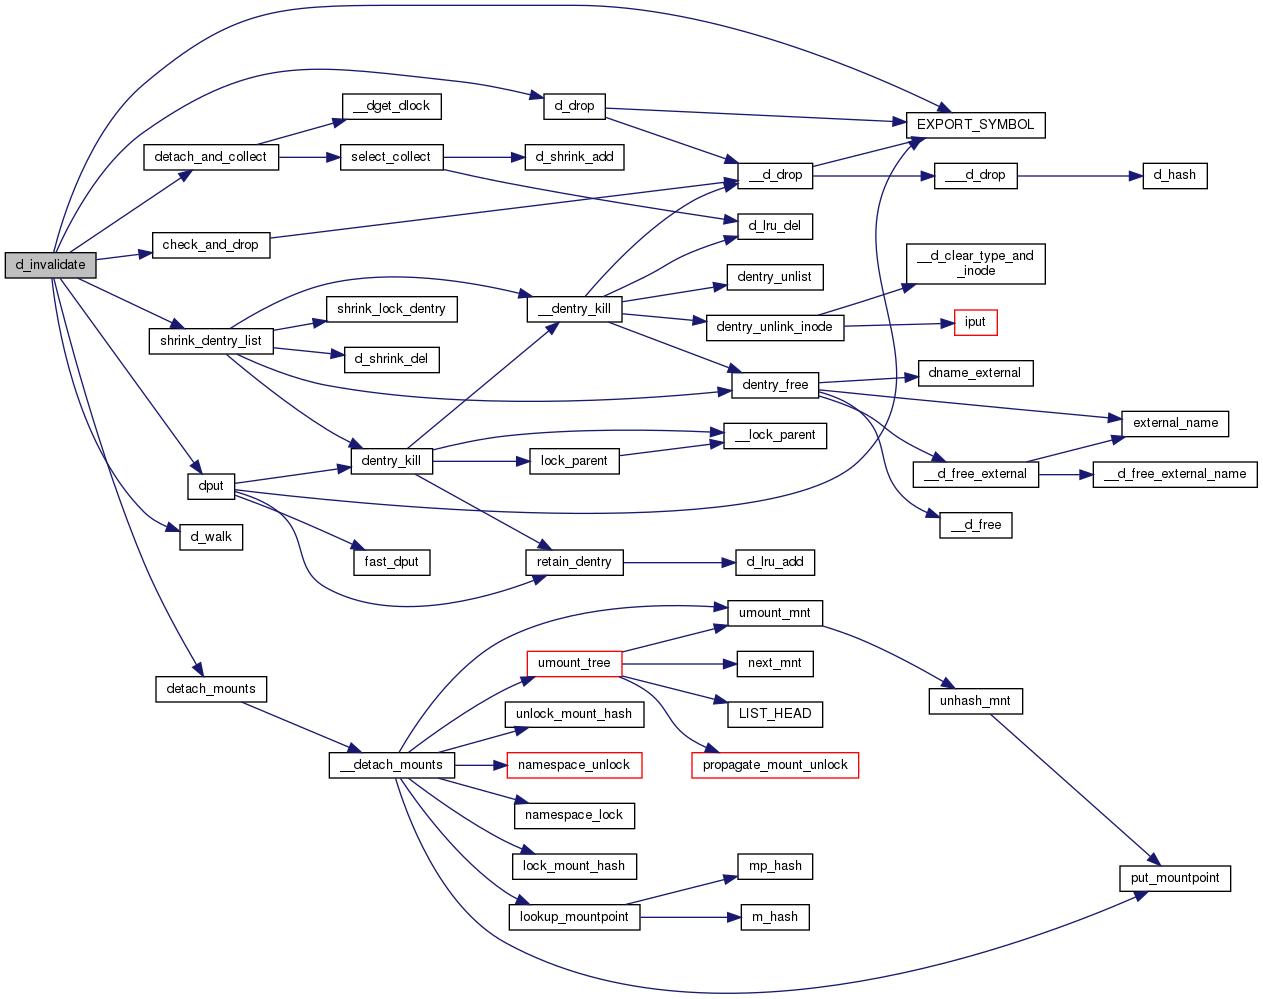 d_invalidate
detach_and_collect
check_and_drop
shrink_dentry_list
dput
d_walk
detach_mounts
__dget_dlock
select_collect
shrink_lock_dentry
d_shrink_del
dentry_kill
fast_dput
__detach_mounts
d_drop
d_shrink_add
__dentry_kill
lock_parent
retain_dentry
umount_tree
unlock_mount_hash
namespace_unlock
namespace_lock
lock_mount_hash
lookup_mountpoint
__d_drop
d_lru_del
dentry_unlist
dentry_unlink_inode
dentry_free
__lock_parent
d_lru_add
umount_mnt
next_mnt
LIST_HEAD
propagate_mount_unlock
mp_hash
m_hash
EXPORT_SYMBOL
___d_drop
__d_clear_type_and
_inode
iput
dname_external
__d_free_external
__d_free
unhash_mnt
d_hash
external_name
__d_free_external_name
put_mountpoint